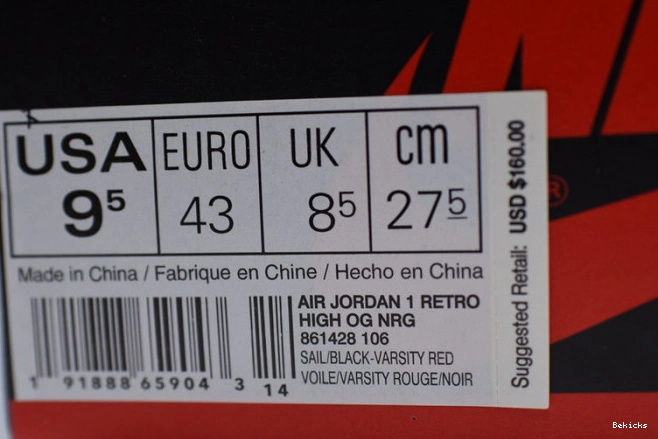 USA EURO UK cm
9⁵ 43 8⁵ 27⁵
Made in China / Fabrique en Chine / Hecho en China
AIR JORDAN 1 RETRO
HIGH OG NRG
861428 106
SAIL/BLACK-VARSITY RED
VOILE/VARSITY ROUGE/NOIR
1 91888 65904 3 14
Suggested Retail: USD $160.00
®
Bekicks